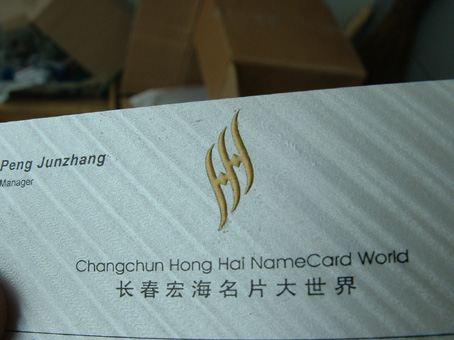 Peng Junzhang
Manager
Changchun Hong Hai NameCard World
长春宏海名片大世界